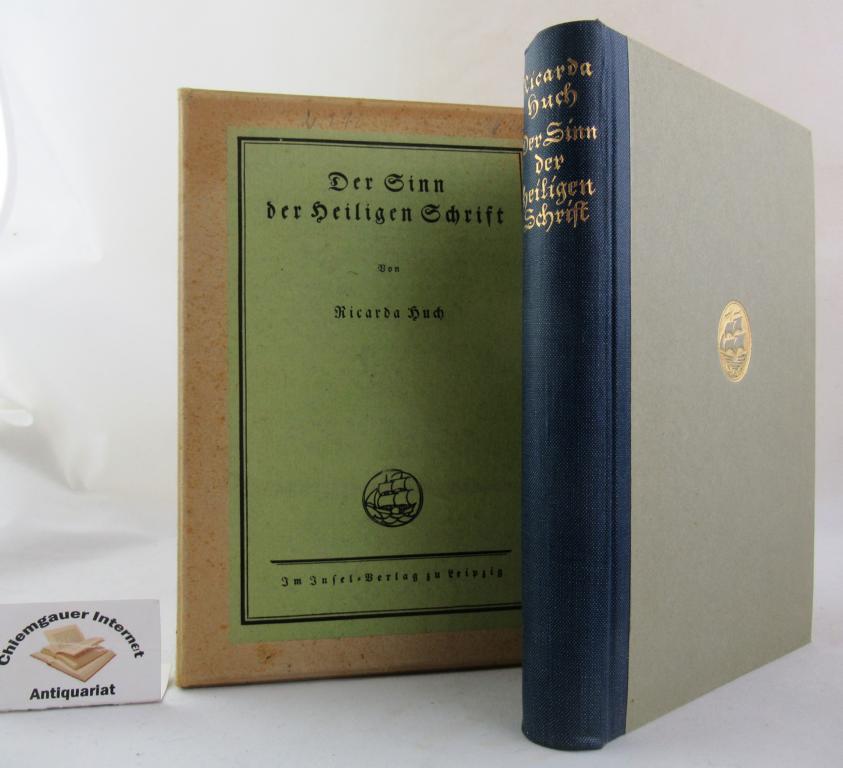 Der Sinn
der Heiligen Schrift
Von
Ricarda Huch
Im Insel-Verlag zu Leipzig
Ricarda
Huch
Der Sinn
der
Heiligen
Schrift
Chiemgauer Internet
Antiquariat